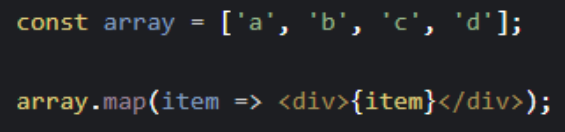 const array = ['a', 'b', 'c', 'd'];
array.map(item => <div>{item}</div>);